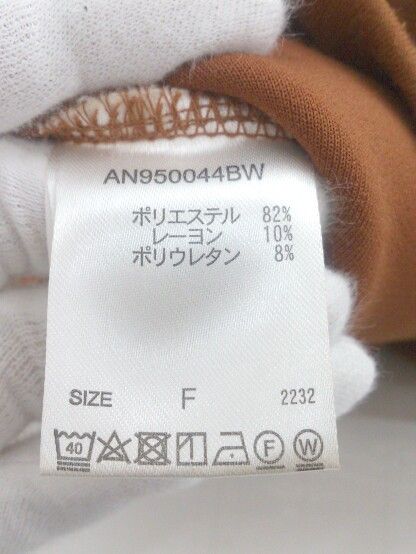 AN950044BW
ポリエステル 82%
レーヨン 10%
ポリウレタン 8%
SIZE F 2232
40 F W